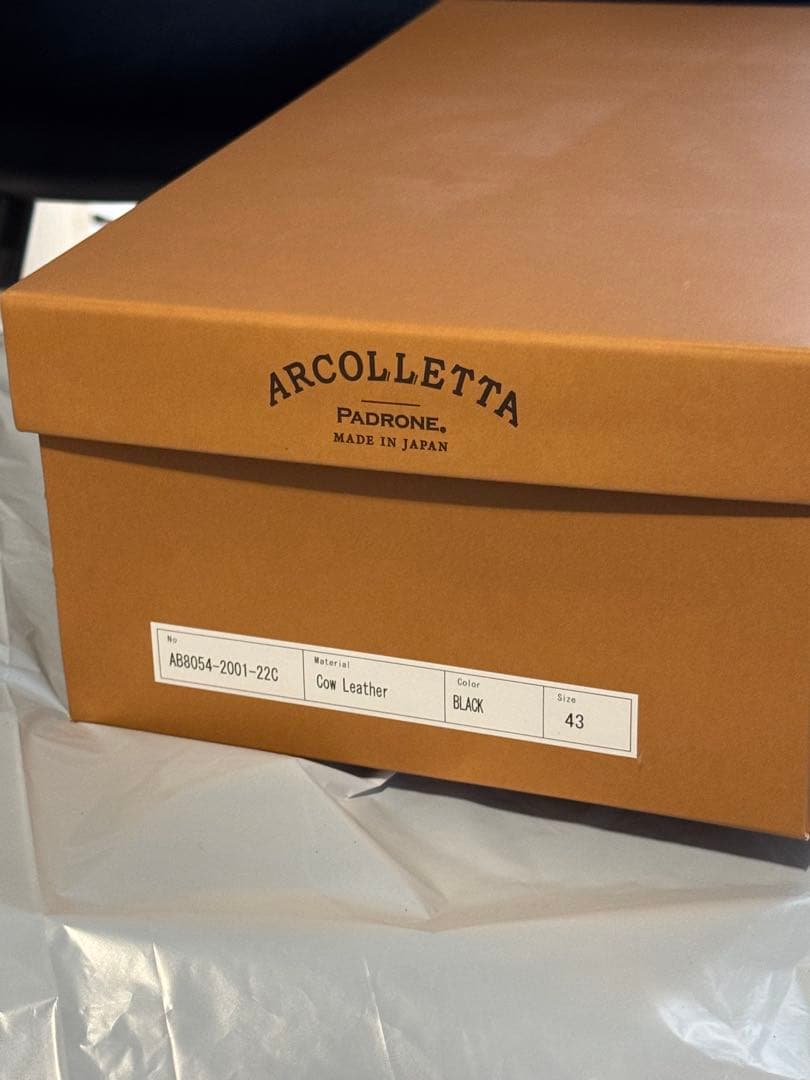 ARCOLLETTA
PADRONE.
MADE IN JAPAN
No
AB8054-2001-22C
Material
Cow Leather
Color
BLACK
Size
43